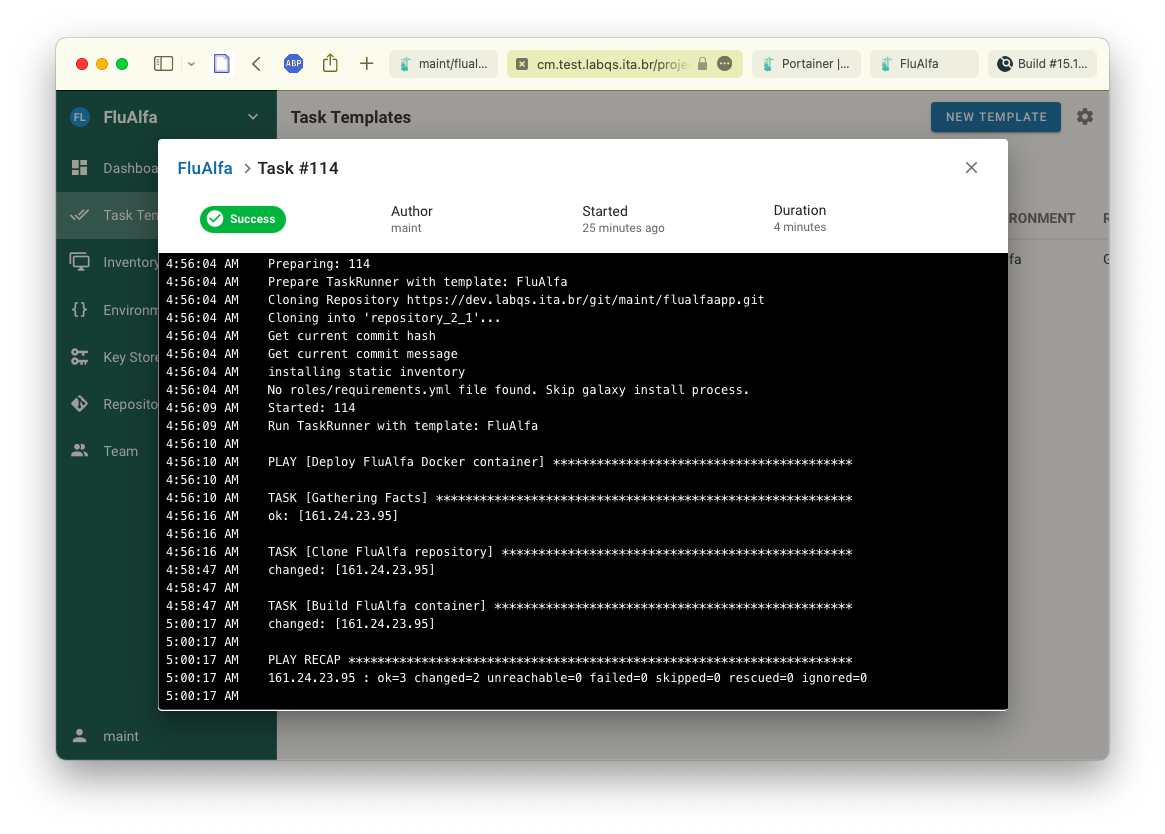 ABP
maint/flual...
cm.test.labqs.ita.br/proje
Portainer |...
FluAlfa
Build #15.1...
FL
FluAlfa
Task Templates
NEW TEMPLATE
Dashboa
Task Tem
Inventory
Environm
Key Store
Reposito
Team
maint
RONMENT
fa
FluAlfa > Task #114
Success
Author
maint
Started
25 minutes ago
Duration
4 minutes
4:56:04 AM Preparing: 114
4:56:04 AM Prepare TaskRunner with template: FluAlfa
4:56:04 AM Cloning Repository https://dev.labqs.ita.br/git/maint/flualfaapp.git
4:56:04 AM Cloning into 'repository_2_1'...
4:56:04 AM Get current commit hash
4:56:04 AM Get current commit message
4:56:04 AM installing static inventory
4:56:04 AM No roles/requirements.yml file found. Skip galaxy install process.
4:56:09 AM Started: 114
4:56:09 AM Run TaskRunner with template: FluAlfa
4:56:10 AM
4:56:10 AM PLAY [Deploy FluAlfa Docker container] *****************************************
4:56:10 AM
4:56:10 AM TASK [Gathering Facts] *********************************************************
4:56:16 AM ok: [161.24.23.95]
4:56:16 AM
4:56:16 AM TASK [Clone FluAlfa repository] ************************************************
4:58:47 AM changed: [161.24.23.95]
4:58:47 AM
4:58:47 AM TASK [Build FluAlfa container] *************************************************
5:00:17 AM changed: [161.24.23.95]
5:00:17 AM
5:00:17 AM PLAY RECAP *********************************************************************
5:00:17 AM 161.24.23.95 : ok=3 changed=2 unreachable=0 failed=0 skipped=0 rescued=0 ignored=0
5:00:17 AM